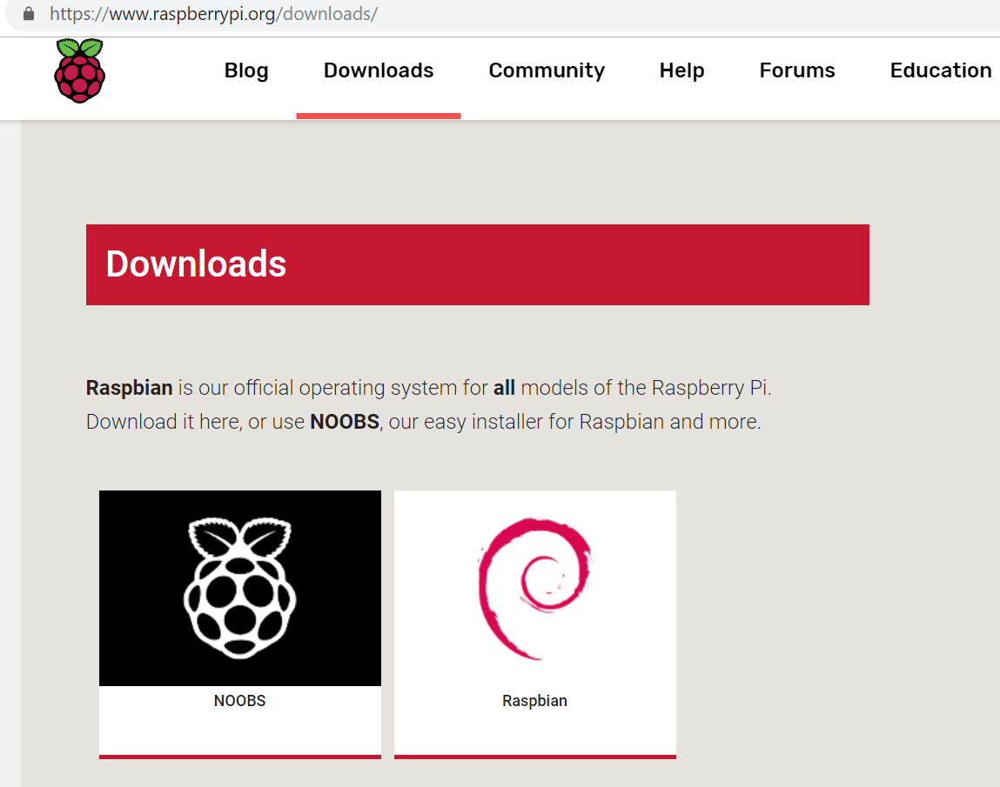 https://www.raspberrypi.org/downloads/
Blog Downloads Community Help Forums Education
Downloads
Raspbian is our official operating system for all models of the Raspberry Pi.
Download it here, or use NOOBS, our easy installer for Raspbian and more.
NOOBS
Raspbian